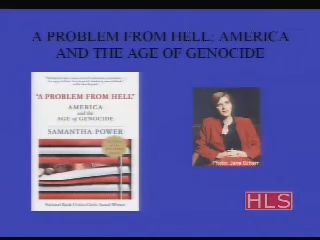 A PROBLEM FROM HELL: AMERICA
AND THE AGE OF GENOCIDE
"A PROBLEM FROM HELL"
AMERICA
and the
AGE OF GENOCIDE
SAMANTHA POWER
National Book Critics Circle Award Winner
HLS